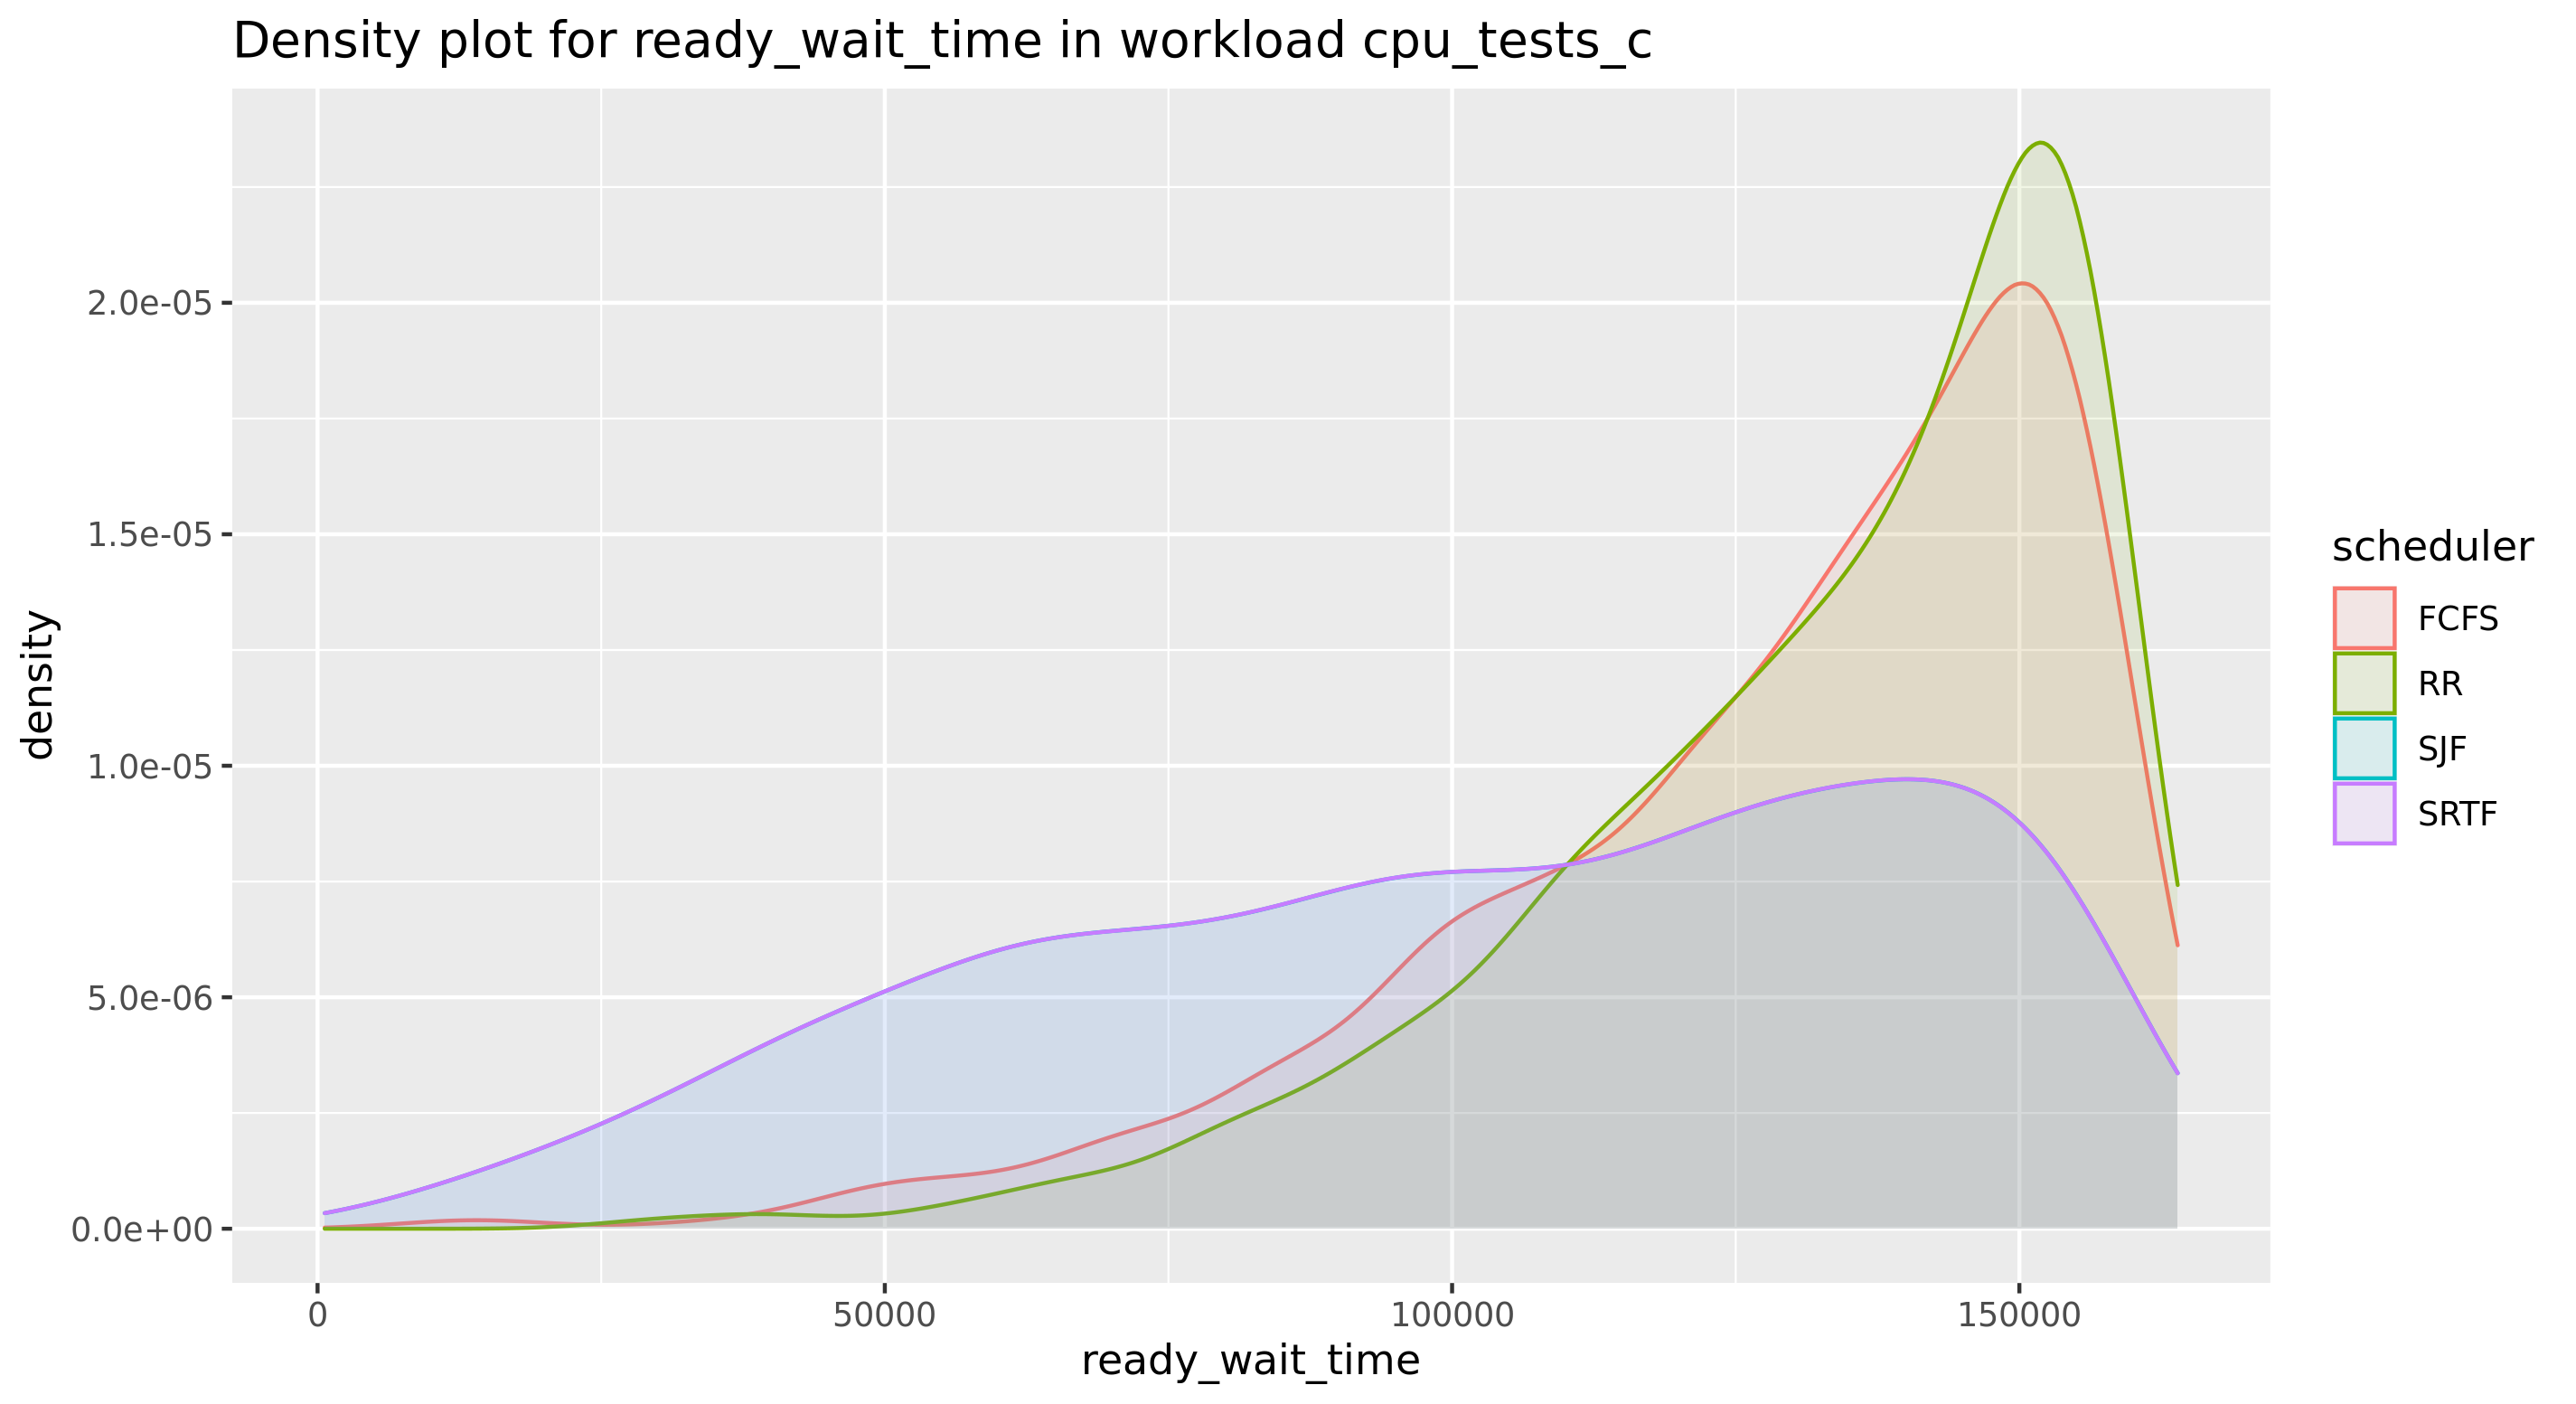 Density plot for ready_wait_time in workload cpu_tests_c
density
2.0e-05
1.5e-05
1.0e-05
5.0e-06
0.0e+00
0
50000
100000
150000
ready_wait_time
scheduler
FCFS
RR
SJF
SRTF